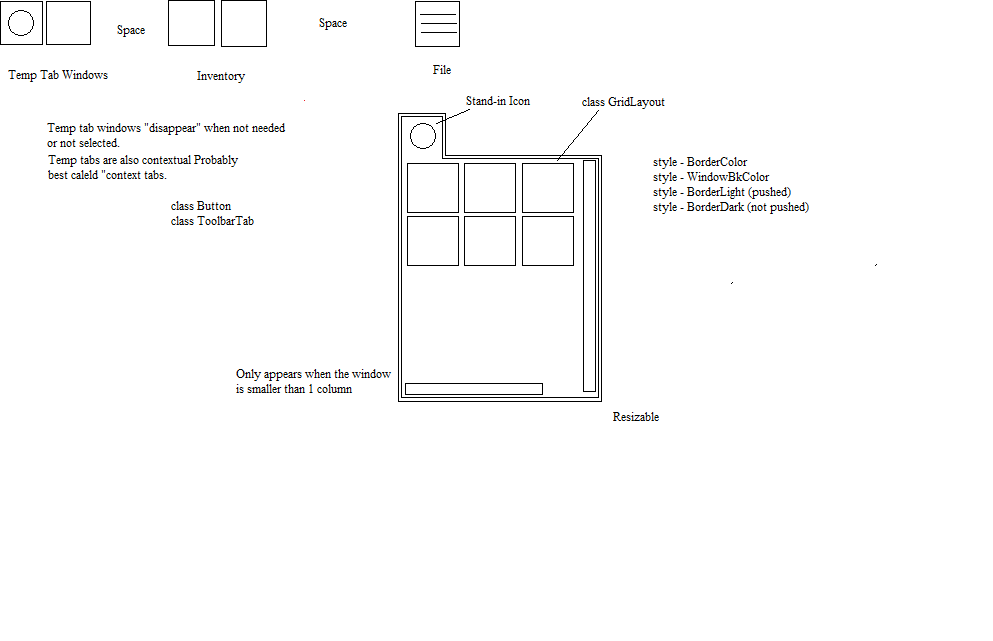 Space
Space
Temp Tab Windows
Inventory
File
Stand-in Icon
class GridLayout
Temp tab windows "disappear" when not needed
or not selected.
Temp tabs are also contextual Probably
best caleld "context tabs.
class Button
class ToolbarTab
style - BorderColor
style - WindowBkColor
style - BorderLight (pushed)
style - BorderDark (not pushed)
Only appears when the window
is smaller than 1 column
Resizable